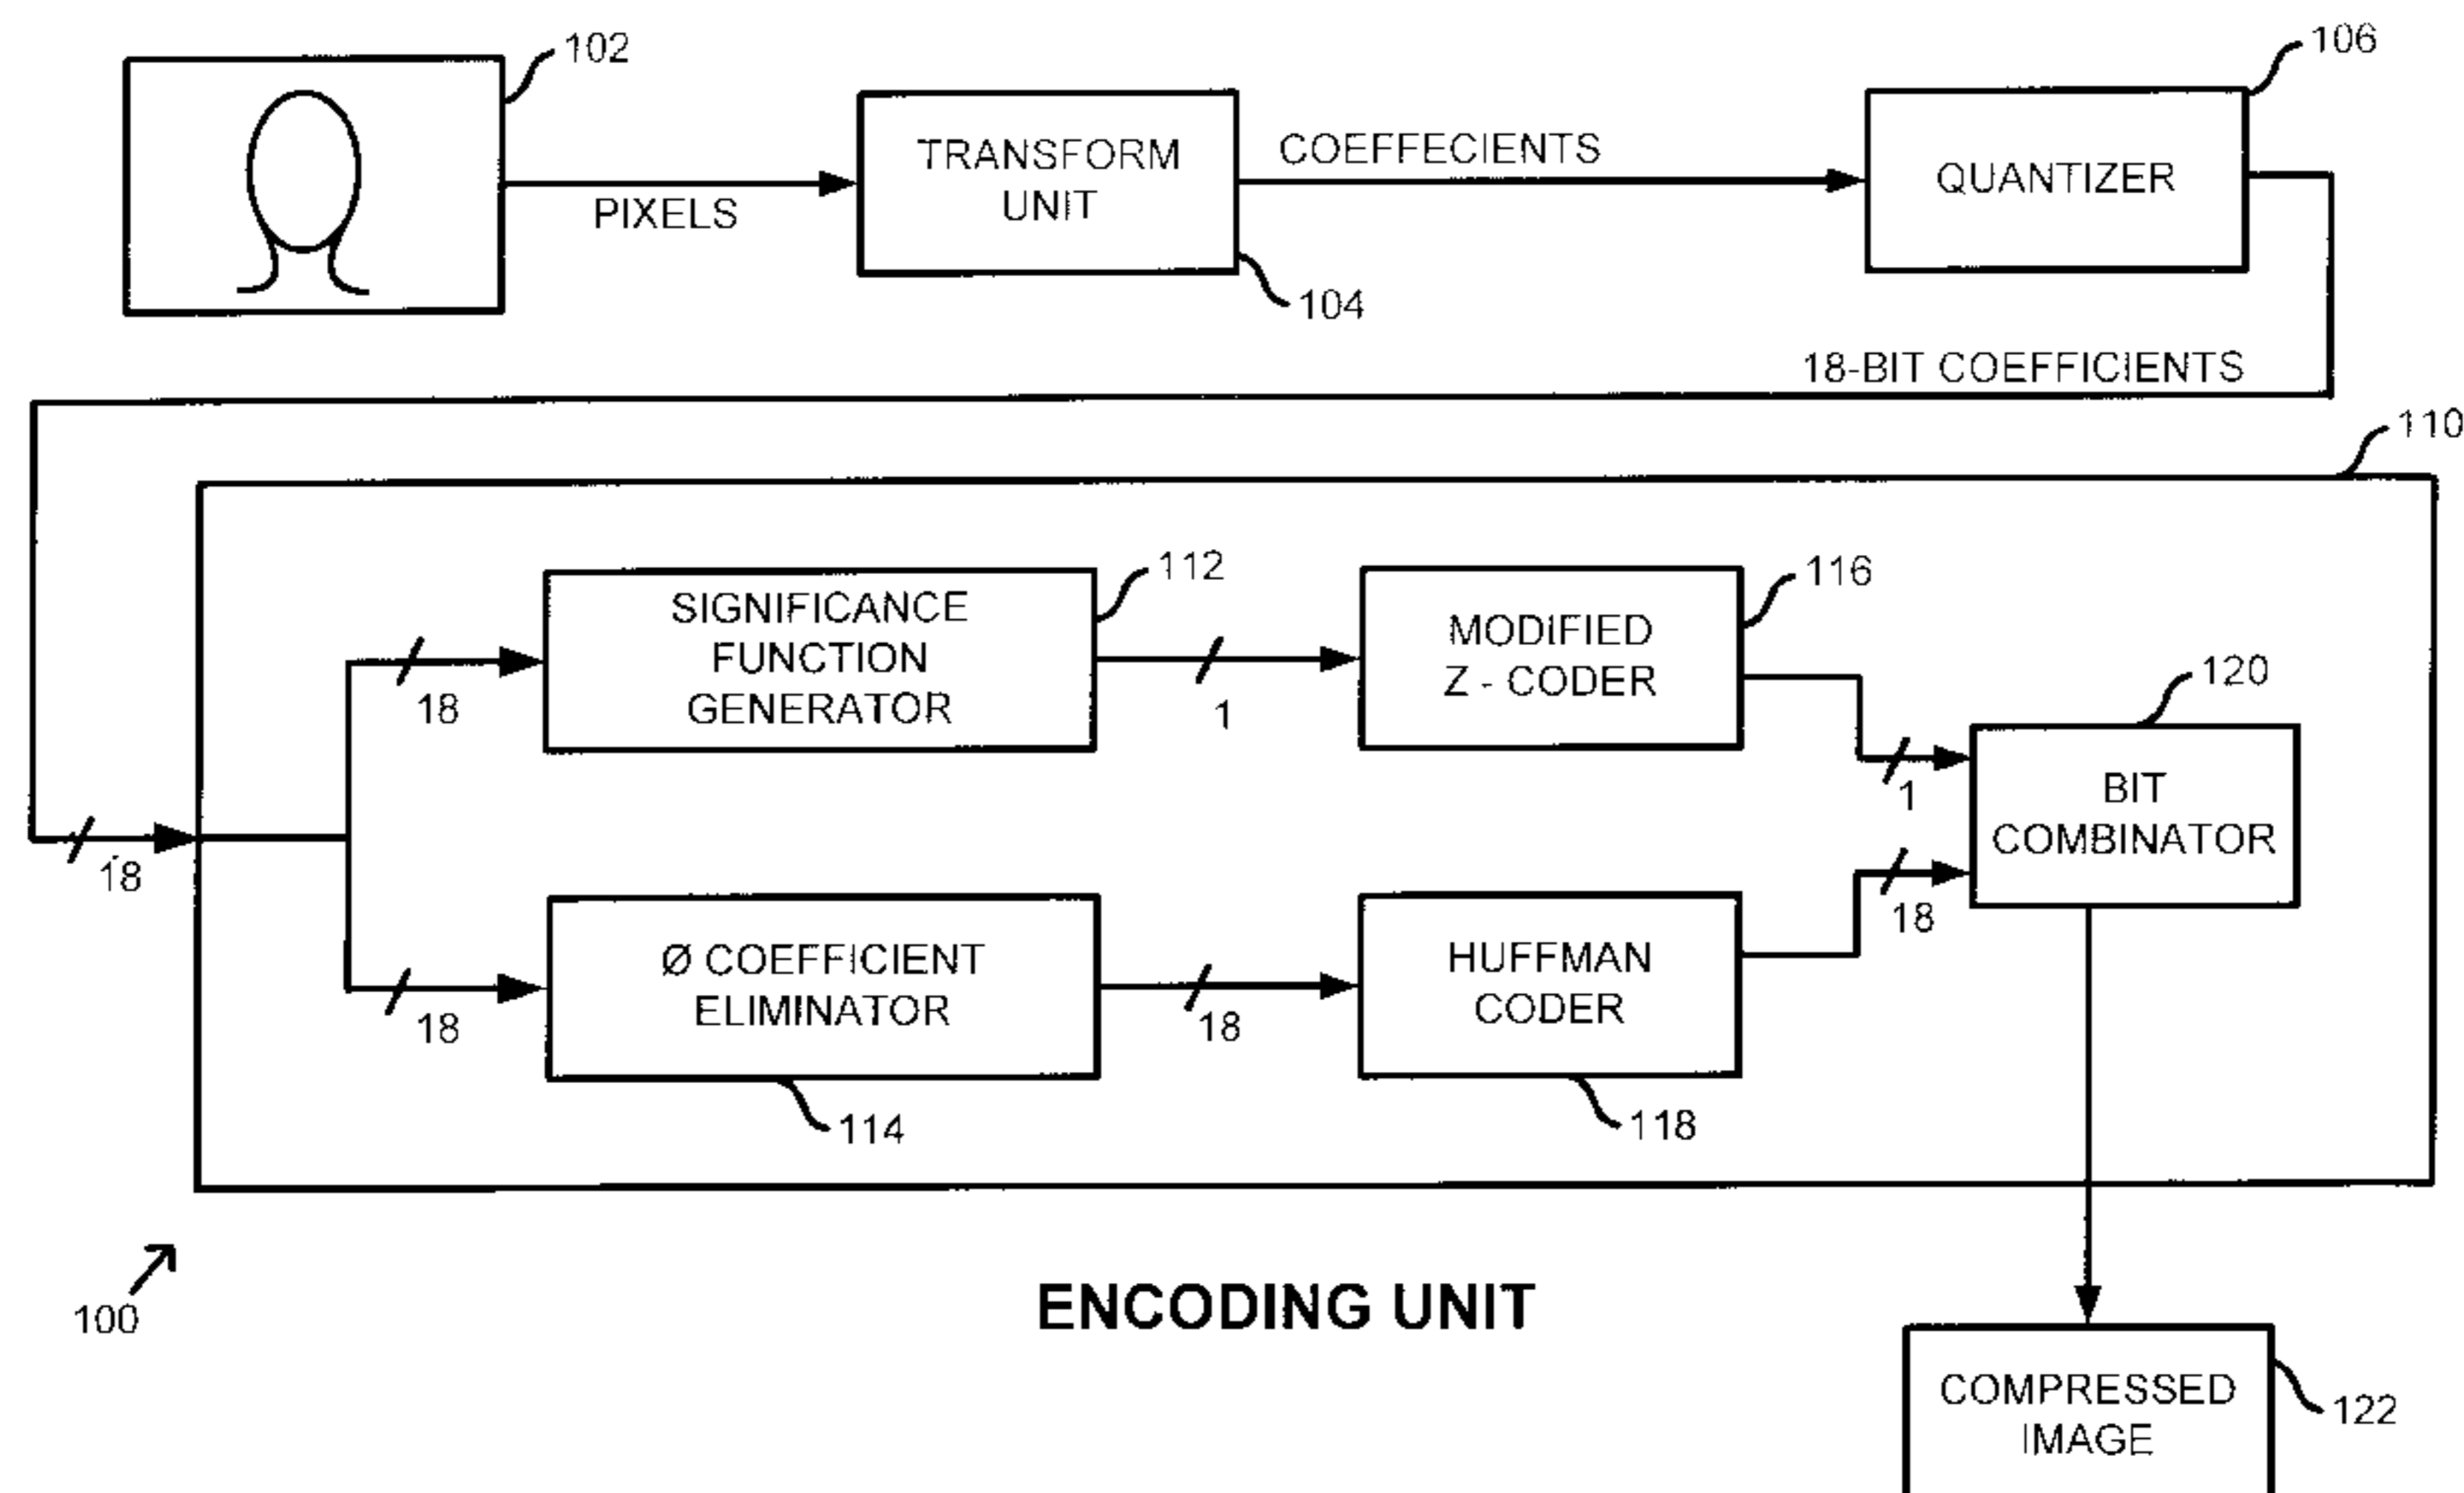 102
106
TRANSFORM
UNIT
COEFFECIENTS
QUANTIZER
PIXELS
104
18-BIT COEFFICIENTS
110
112
116
SIGNIFICANCE
FUNCTION
GENERATOR
MODIFIED
Z - CODER
120
18
1
1
BIT
COMBINATOR
18
18
Ø COEFFICIENT
ELIMINATOR
HUFFMAN
CODER
18
18
114
118
100
ENCODING UNIT
COMPRESSED
IMAGE
122